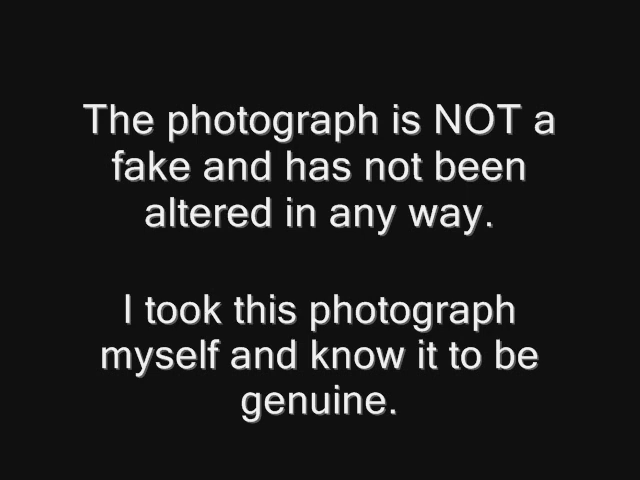 The photograph is NOT a
fake and has not been
altered in any way.
I took this photograph
myself and know it to be
genuine.